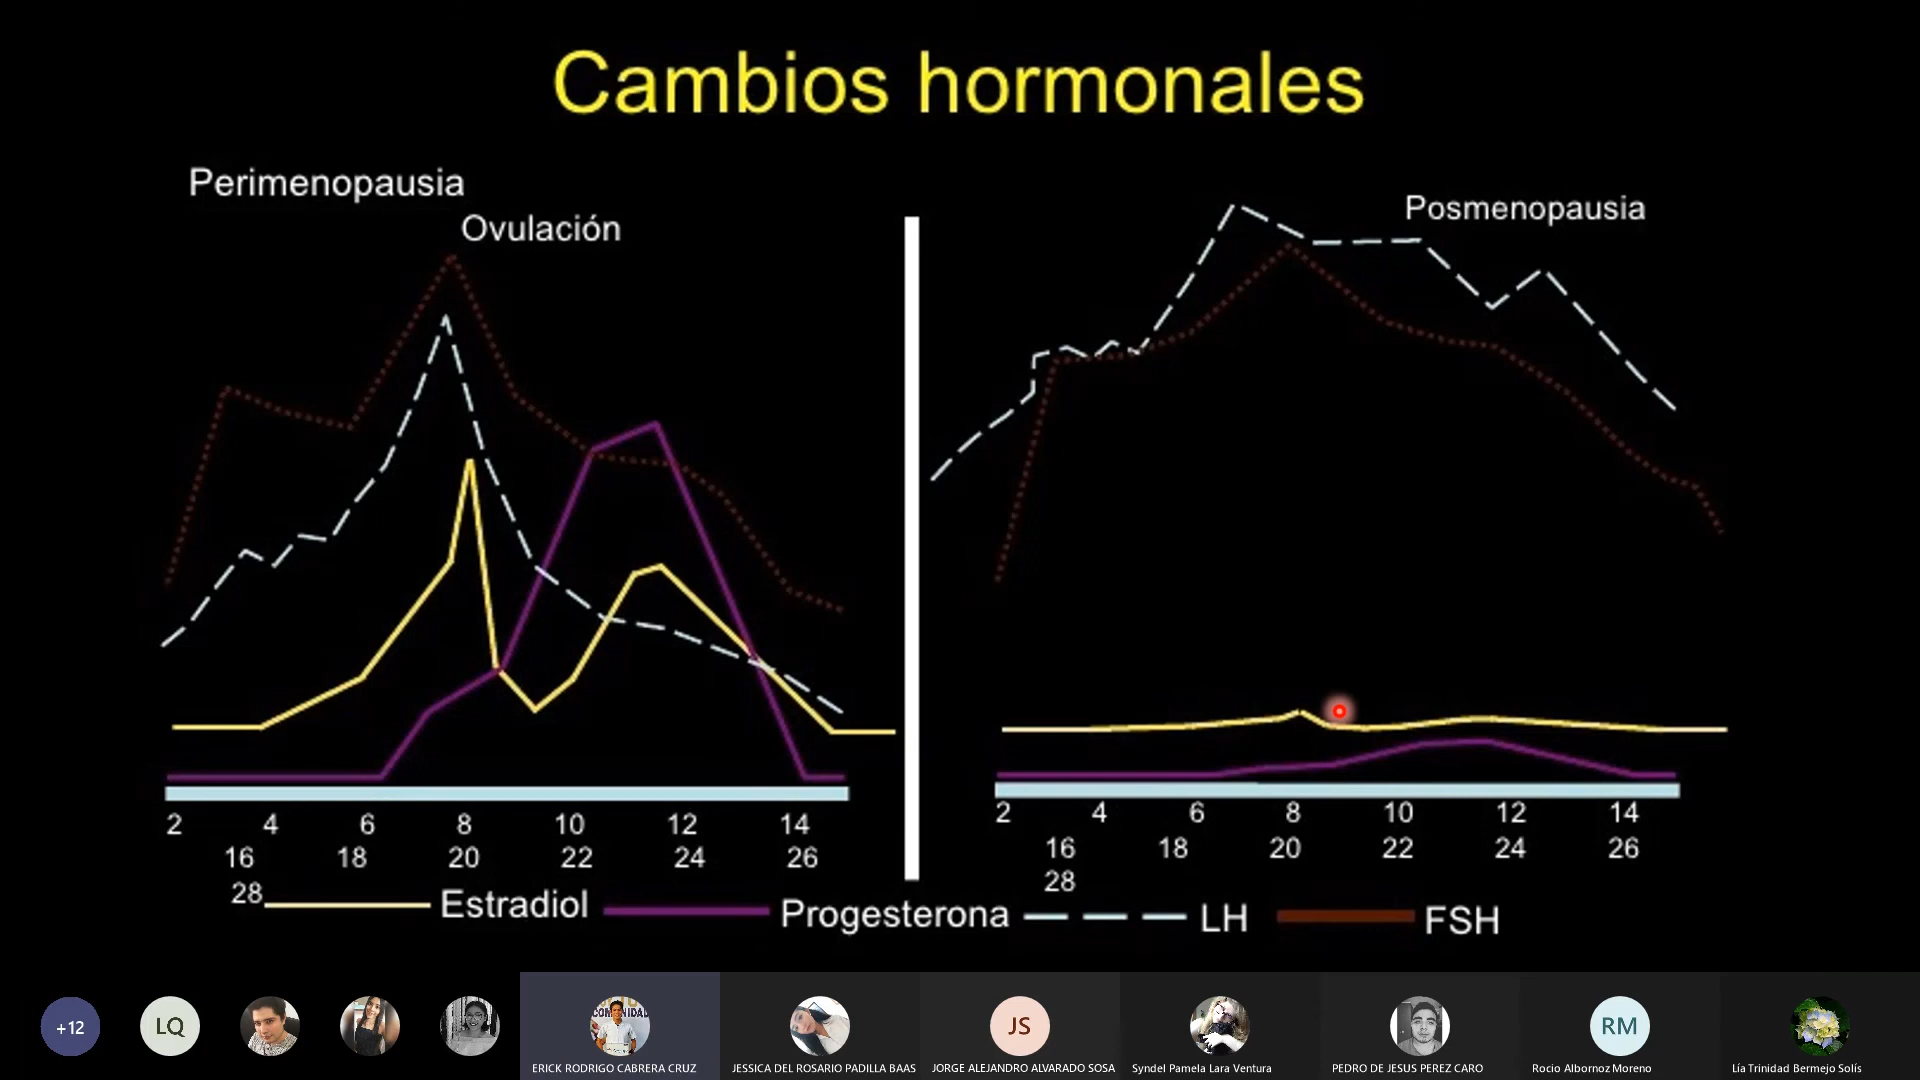 Cambios hormonales
Perimenopausia
Ovulación
Posmenopausia
2 4 6 8 10 12 14
16 18 20 22 24 26
28
2 4 6 8 10 12 14
16 18 20 22 24 26
28
Estradiol Progesterona LH FSH
+12
LQ
COMUNIDAD
JS
RM
ERICK RODRIGO CABRERA CRUZ
JESSICA DEL ROSARIO PADILLA BAAS
JORGE ALEJANDRO ALVARADO SOSA
Syndel Pamela Lara Ventura
PEDRO DE JESUS PEREZ CARO
Rocio Albornoz Moreno
Lía Trinidad Bermejo Solís